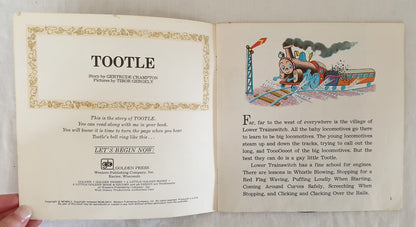 TOOTLE
Story by GERTRUDE CRAMPTON
Pictures by TIBOR GERGELY
This is the story of TOOTLE.
You can read along with me in your book.
You will know it is time to turn the page when you hear
Tootle's bell ring like this ...
LET'S BEGIN NOW:
GOLDEN PRESS
Western Publishing Company, Inc.
Racine, Wisconsin
Far, far to the west of everywhere is the village of
Lower Trainswitch. All the baby locomotives go there
to learn to be big locomotives. The young locomotives
steam up and down the tracks, trying to call out the
long, sad ToooOooot of the big locomotives. But the
best they can do is a gay little Tootle.
Lower Trainswitch has a fine school for engines.
There are lessons in Whistle Blowing, Stopping for a
Red Flag Waving, Puffing Loudly When Starting,
Coming Around Curves Safely, Screeching When
Stopping, and Clicking and Clacking Over the Rails.